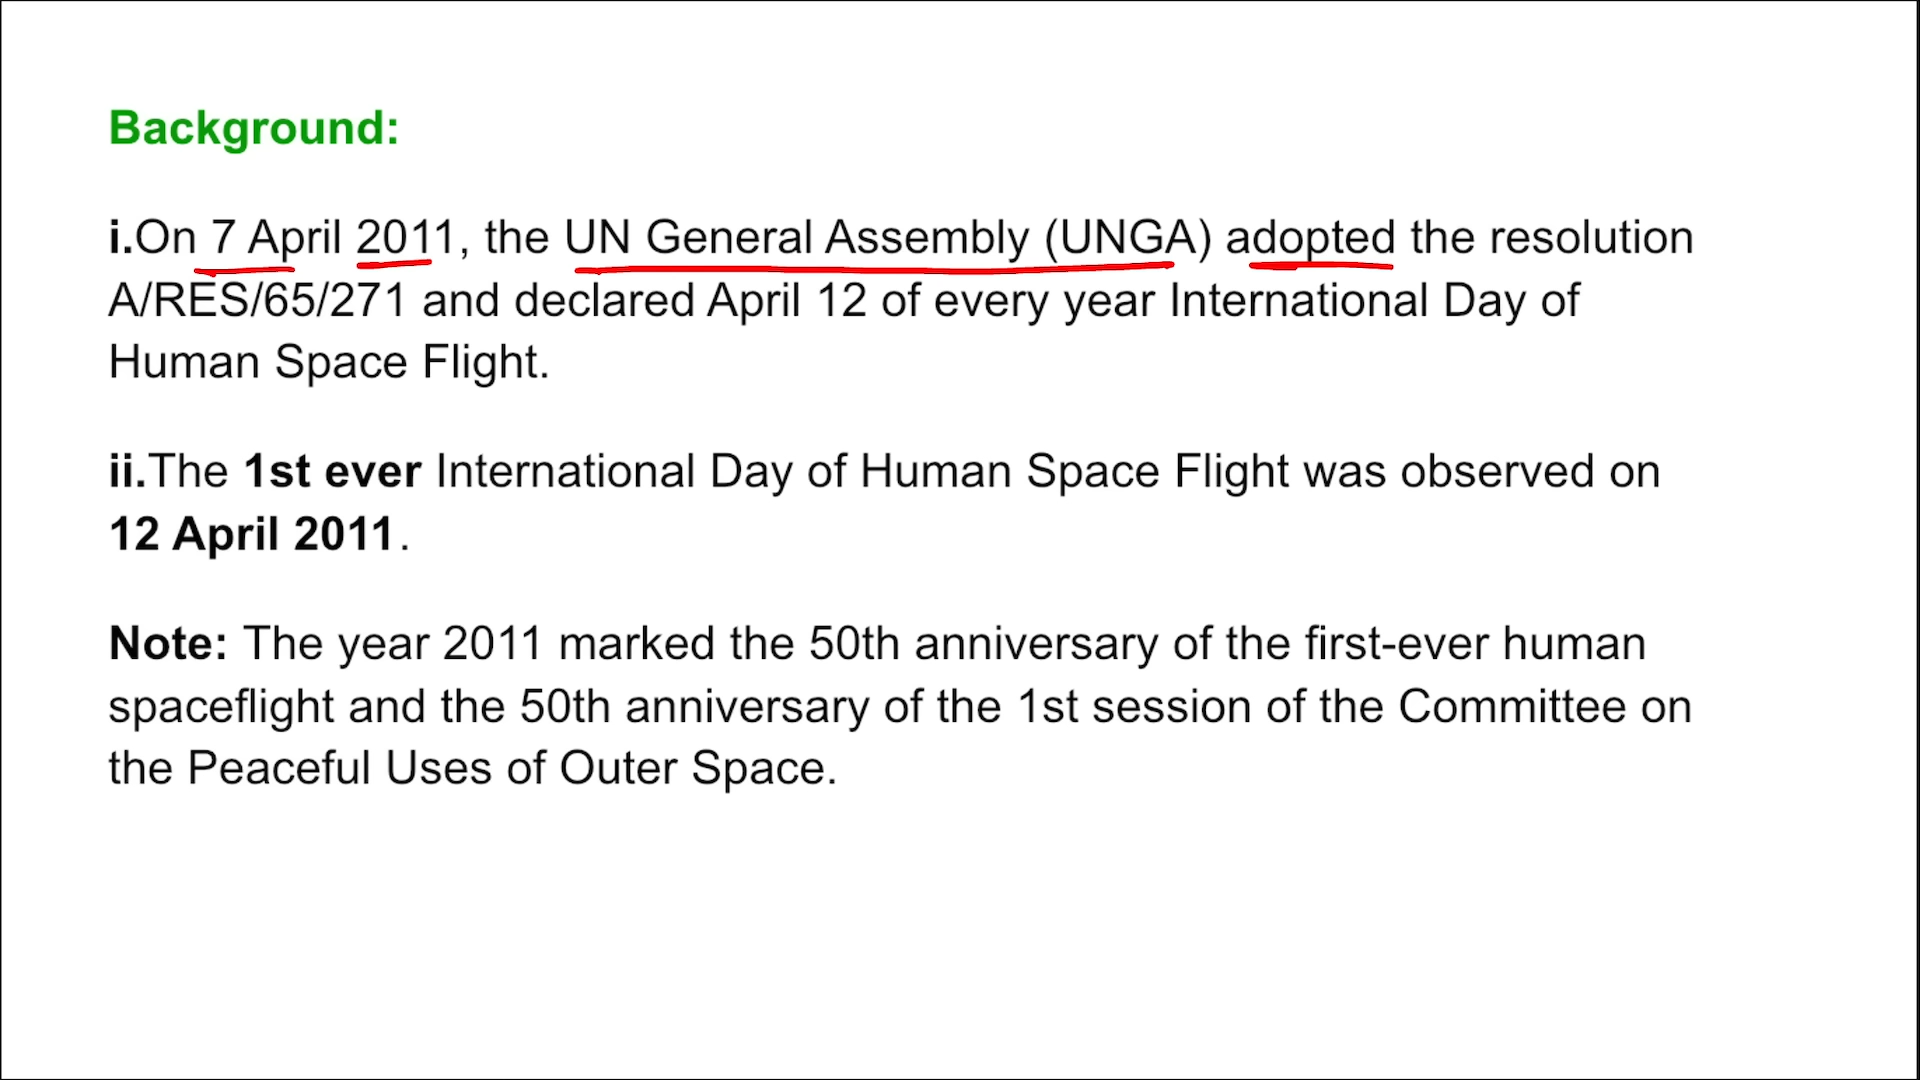 Background:
i.On 7 April 2011, the UN General Assembly (UNGA) adopted the resolution
A/RES/65/271 and declared April 12 of every year International Day of
Human Space Flight.
ii.The 1st ever International Day of Human Space Flight was observed on
12 April 2011.
Note: The year 2011 marked the 50th anniversary of the first-ever human
spaceflight and the 50th anniversary of the 1st session of the Committee on
the Peaceful Uses of Outer Space.